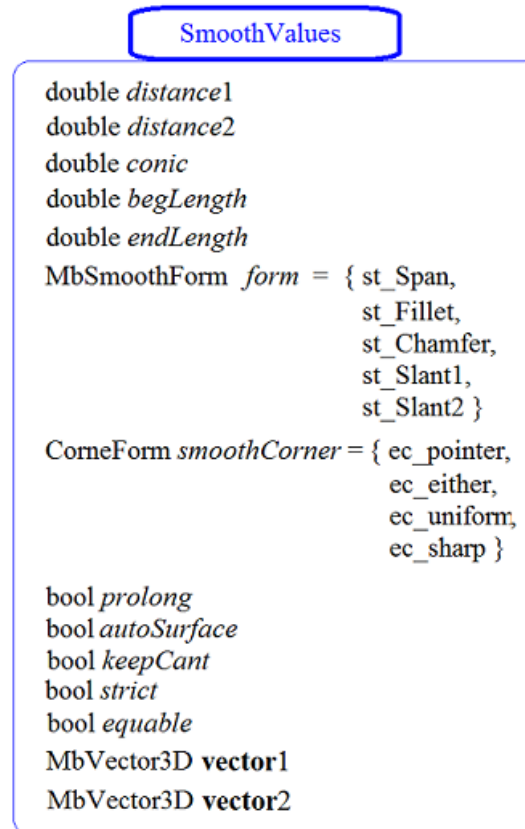 SmoothValues
double distance1
double distance2
double conic
double begLength
double endLength
MbSmoothForm form = { st_Span,
st_Fillet,
st_Chamfer,
st_Slant1,
st_Slant2 }
CorneForm smoothCorner = { ec_pointer,
ec_either,
ec_uniform,
ec_sharp }
bool prolong
bool autoSurface
bool keepCant
bool strict
bool equable
MbVector3D vector1
MbVector3D vector2